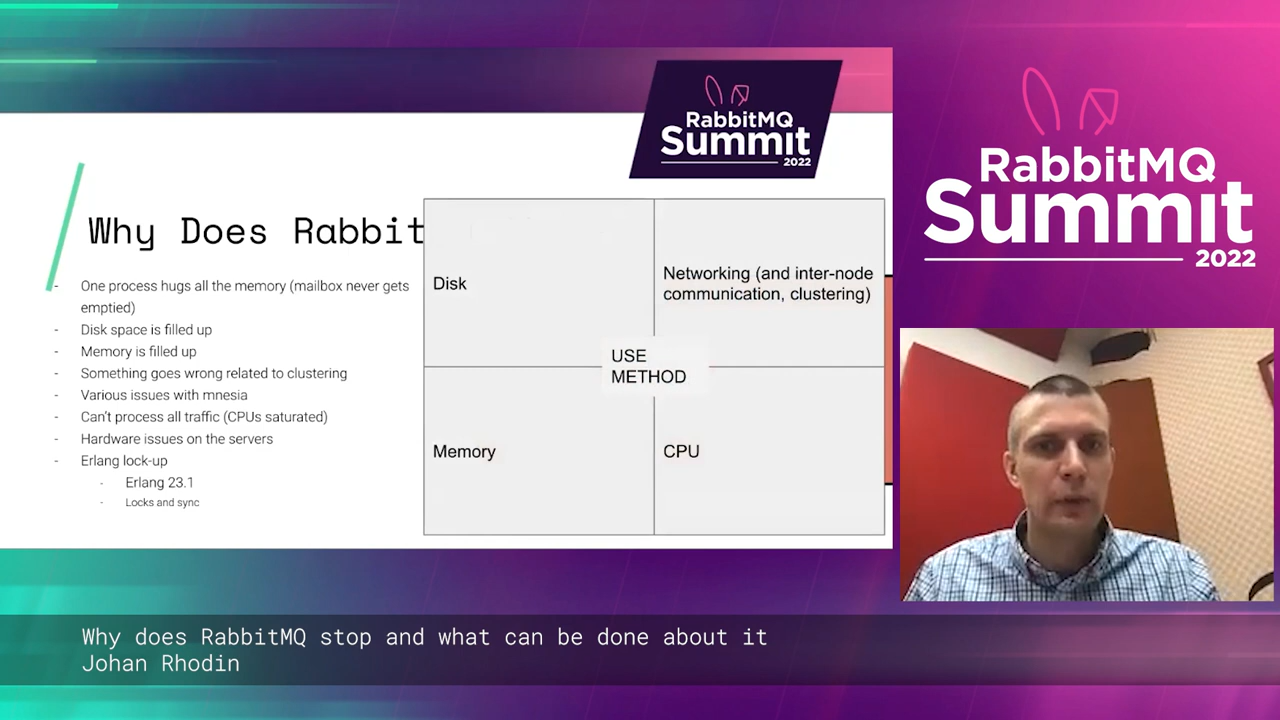 RabbitMQ
Summit
2022
Why Does Rabbit
- One process hugs all the memory (mailbox never gets
emptied)
- Disk space is filled up
- Memory is filled up
- Something goes wrong related to clustering
- Various issues with mnesia
- Can't process all traffic (CPUs saturated)
- Hardware issues on the servers
- Erlang lock-up
- Erlang 23.1
- Locks and sync
Disk
Networking (and inter-node
communication, clustering)
USE
METHOD
Memory
CPU
RabbitMQ
Summit
2022
Why does RabbitMQ stop and what can be done about it
Johan Rhodin